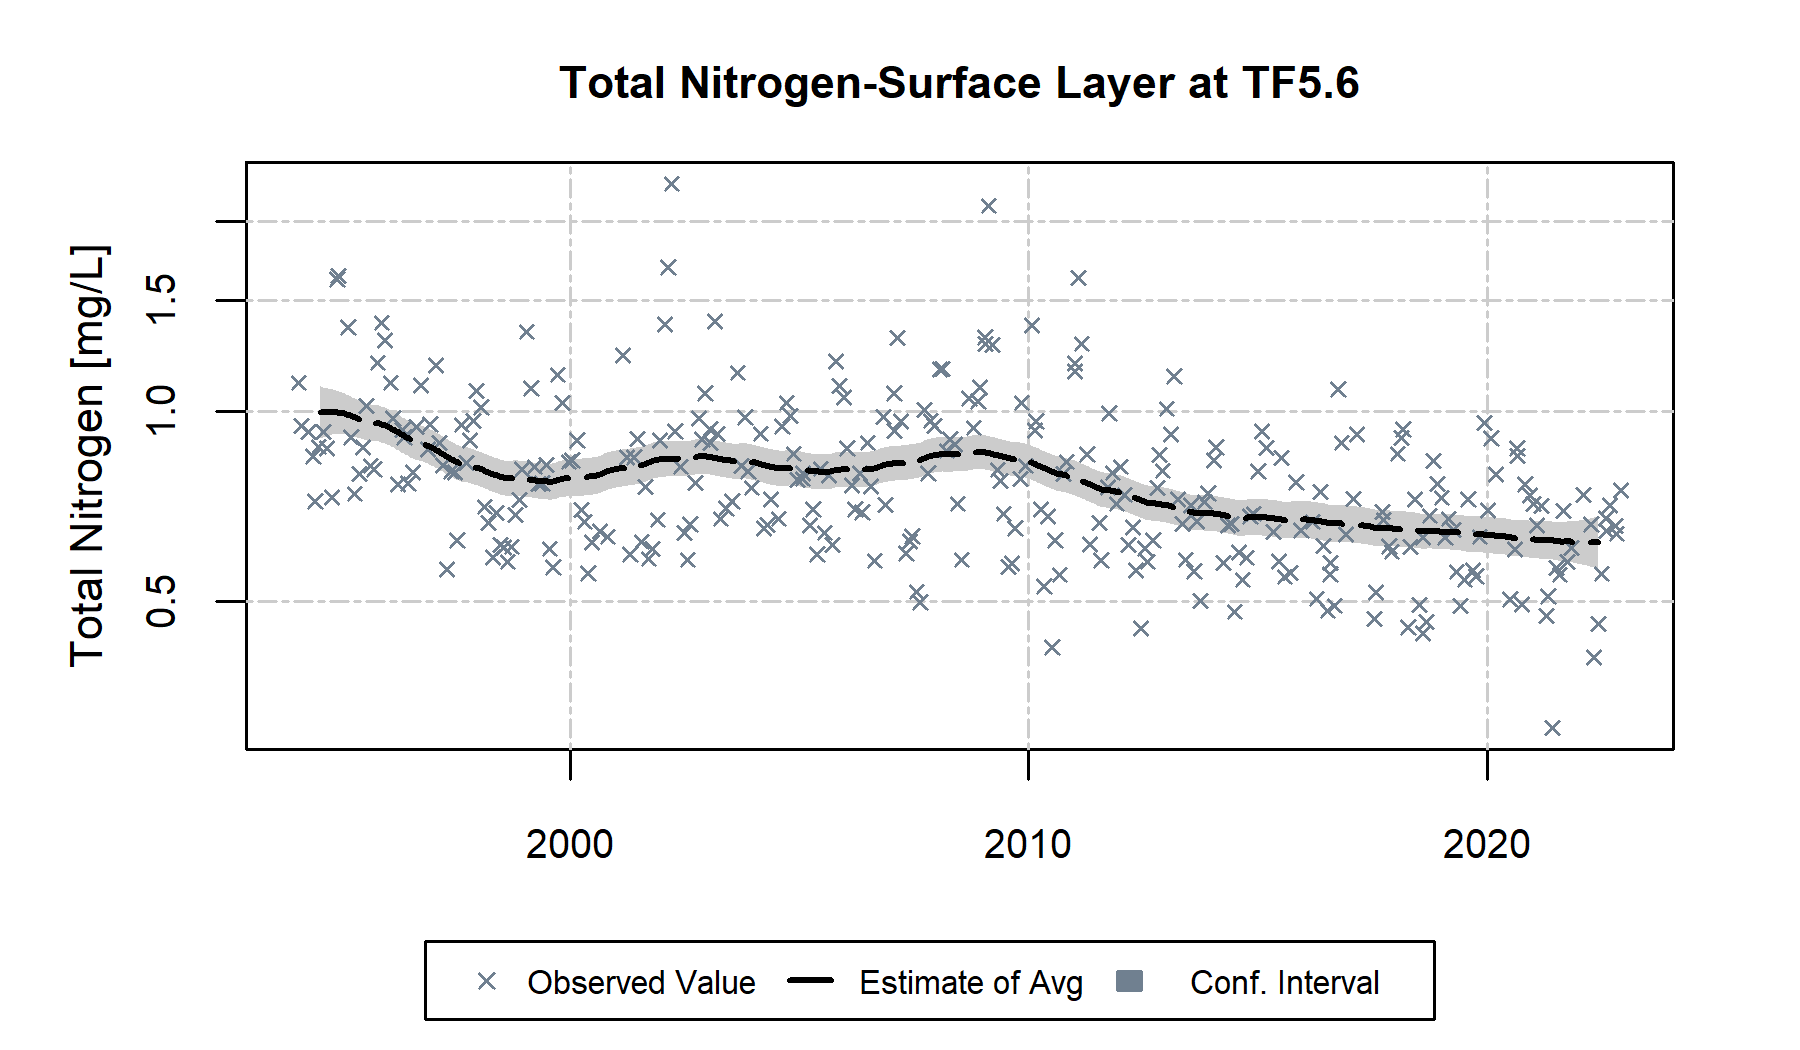 Total Nitrogen-Surface Layer at TF5.6
Total Nitrogen [mg/L]
1.5
1.0
0.5
2000 2010 2020
Observed Value Estimate of Avg Conf. Interval